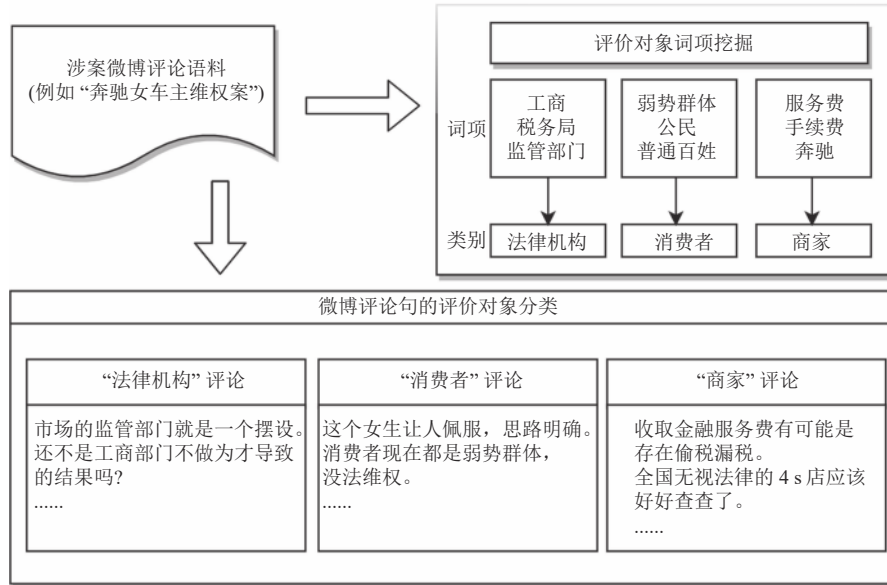 涉案微博评论语料
(例如 “奔驰女车主维权案”)
评价对象词项挖掘
词项
工商
税务局
监管部门
弱势群体
公民
普通百姓
服务费
手续费
奔驰
类别
法律机构
消费者
商家
微博评论句的评价对象分类
“法律机构” 评论
市场的监管部门就是一个摆设。
还不是工商部门不做为才导致
的结果吗?
......
“消费者” 评论
这个女生让人佩服，思路明确。
消费者现在都是弱势群体，
没法维权。
......
“商家” 评论
收取金融服务费有可能是
存在偷税漏税。
全国无视法律的 4 s 店应该
好好查查了。
......